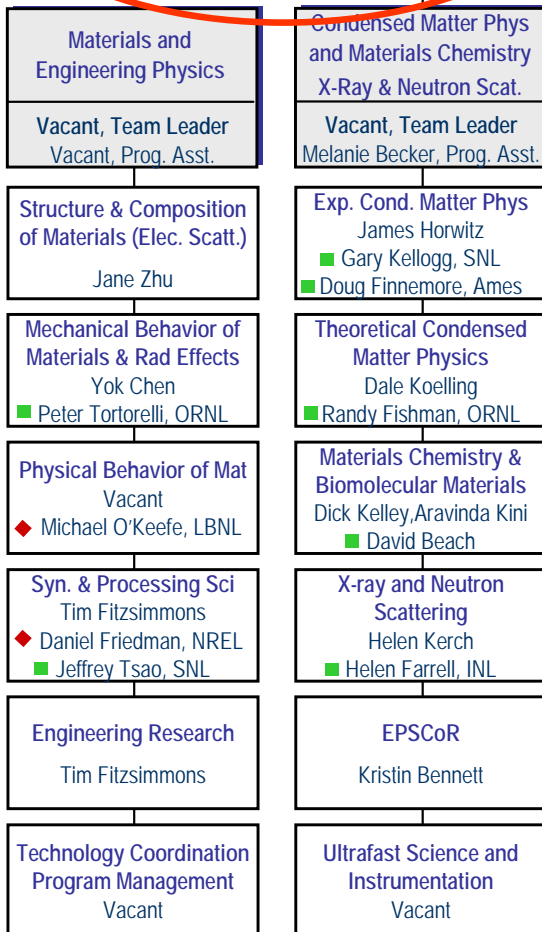 Materials and
Engineering Physics
Vacant, Team Leader
Vacant, Prog. Asst.
Structure & Composition
of Materials (Elec. Scatt.)
Jane Zhu
Mechanical Behavior of
Materials & Rad Effects
Yok Chen
Peter Tortorelli, ORNL
Physical Behavior of Mat
Vacant
Michael O'Keefe, LBNL
Syn. & Processing Sci
Tim Fitzsimmons
Daniel Friedman, NREL
Jeffrey Tsao, SNL
Engineering Research
Tim Fitzsimmons
Technology Coordination
Program Management
Vacant
Condensed Matter Phys
and Materials Chemistry
X-Ray & Neutron Scat.
Vacant, Team Leader
Melanie Becker, Prog. Asst.
Exp. Cond. Matter Phys
James Horwitz
Gary Kellogg, SNL
Doug Finnemore, Ames
Theoretical Condensed
Matter Physics
Dale Koelling
Randy Fishman, ORNL
Materials Chemistry &
Biomolecular Materials
Dick Kelley,Aravinda Kini
David Beach
X-ray and Neutron
Scattering
Helen Kerch
Helen Farrell, INL
EPSCoR
Kristin Bennett
Ultrafast Science and
Instrumentation
Vacant